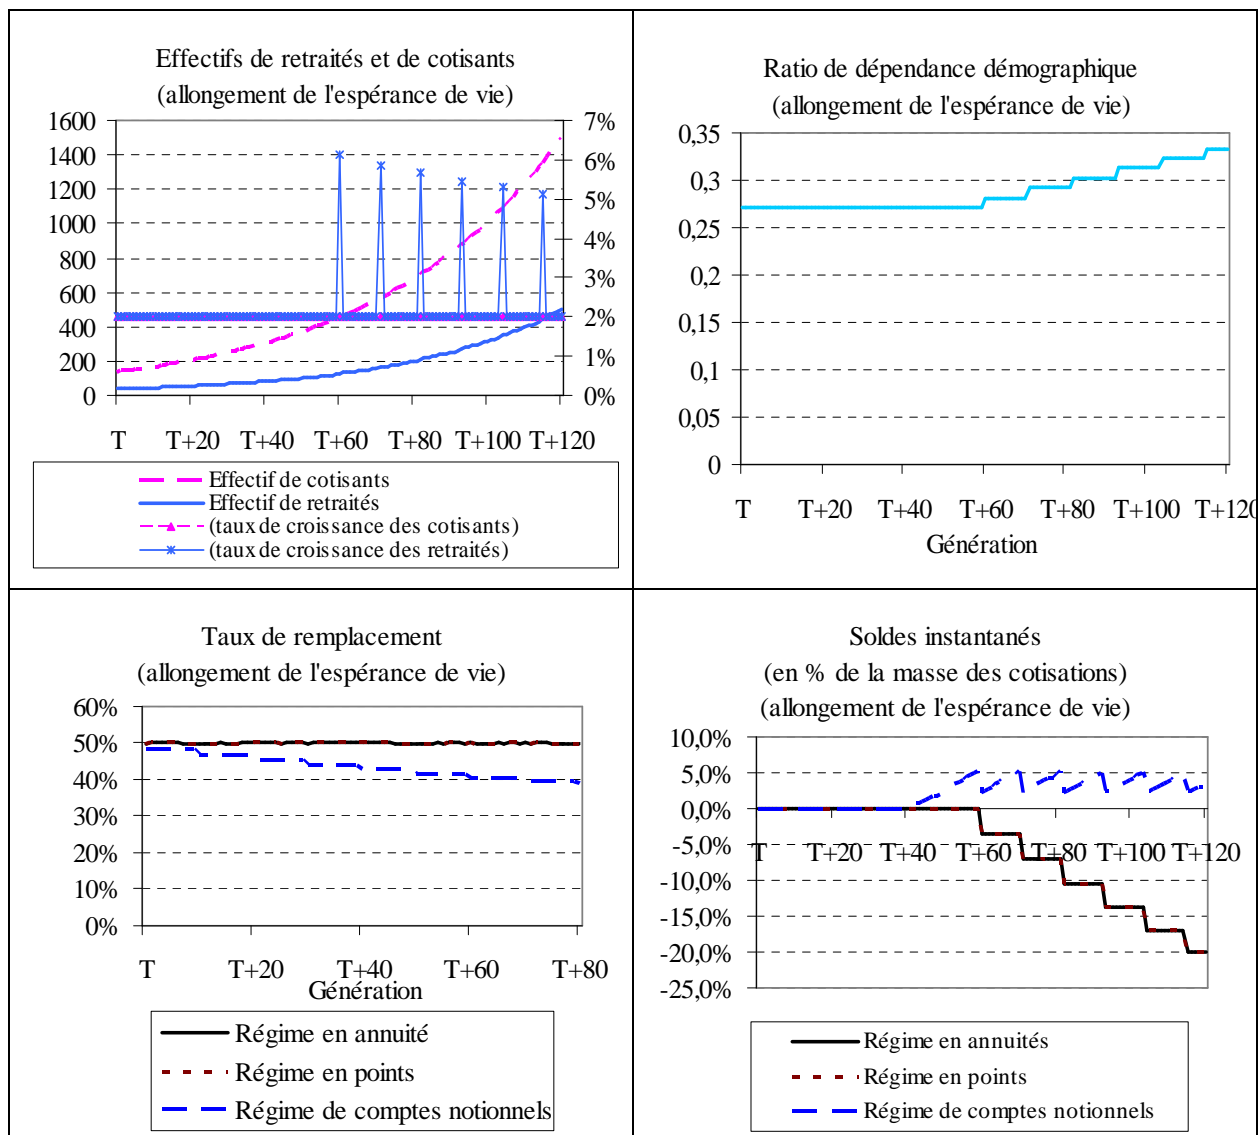 Effectifs de retraités et de cotisants
(allongement de l'espérance de vie)
1600
1400
1200
1000
800
600
400
200
0
7%
6%
5%
4%
3%
2%
1%
0%
T T+20 T+40 T+60 T+80 T+100 T+120
Effectif de cotisants
Effectif de retraités
(taux de croissance des cotisants)
(taux de croissance des retraités)
Ratio de dépendance démographique
(allongement de l'espérance de vie)
0,35
0,3
0,25
0,2
0,15
0,1
0,05
0
T T+20 T+40 T+60 T+80 T+100 T+120
Génération
Taux de remplacement
(allongement de l'espérance de vie)
60%
50%
40%
30%
20%
10%
0%
T T+20 T+40 T+60 T+80
Génération
Régime en annuité
Régime en points
Régime de comptes notionnels
Soldes instantanés
(en % de la masse des cotisations)
(allongement de l'espérance de vie)
10,0%
5,0%
0,0%
-5,0%
-10,0%
-15,0%
-20,0%
-25,0%
T T+20 T+40 T+60 T+80 T+100 T+120
Régime en annuités
Régime en points
Régime de comptes notionnels